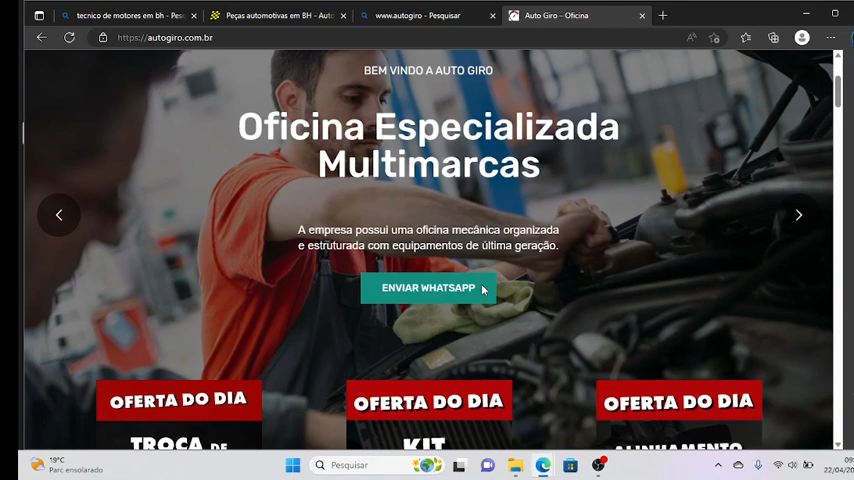 tecnico de motores em bh - Pesq
Peças automotivas em BH - Auto
www.autogiro - Pesquisar
Auto Giro – Oficina
https://autogiro.com.br
BEM VINDO A AUTO GIRO
Oficina Especializada
Multimarcas
A empresa possui uma oficina mecânica organizada
e estruturada com equipamentos de última geração.
ENVIAR WHATSAPP
OFERTA DO DIA
OFERTA DO DIA
OFERTA DO DIA
TROCA DE
KIT
ALINHAMENTO
19°C
Parc ensolarado
Pesquisar
09:
22/04/20